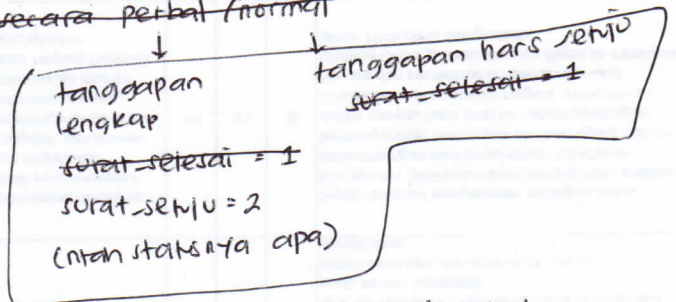 secara perbal /normal
tanggapan
lengkap
surat_selesai = 1
surat_setuju = 2
(ntah statusnya apa)
tanggapan harus setuju
surat_selesai = 1